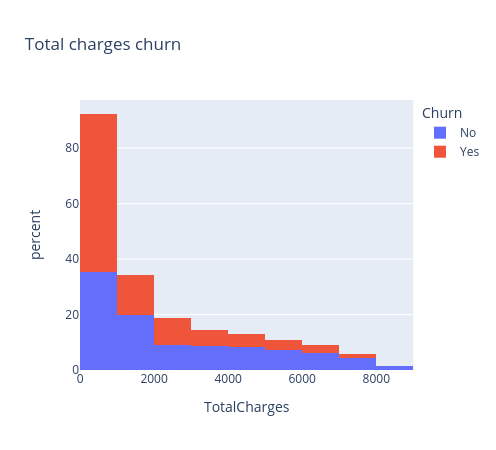 Total charges churn
Churn
No
Yes
80
60
40
20
0
percent
0 2000 4000 6000 8000
TotalCharges